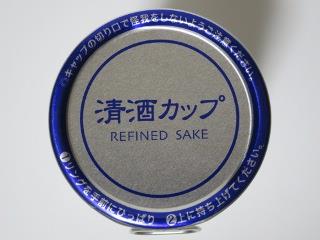 ◦キャップの切り口で怪我をしないようご注意ください。
清酒カップ
REFINED SAKE
①リングを手前にひっぱり ②上に持ち上げてください。